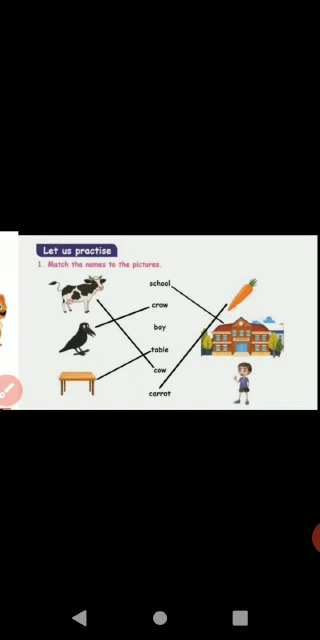 Let us practise
1. Match the names to the pictures.
school
crow
boy
table
cow
carrot